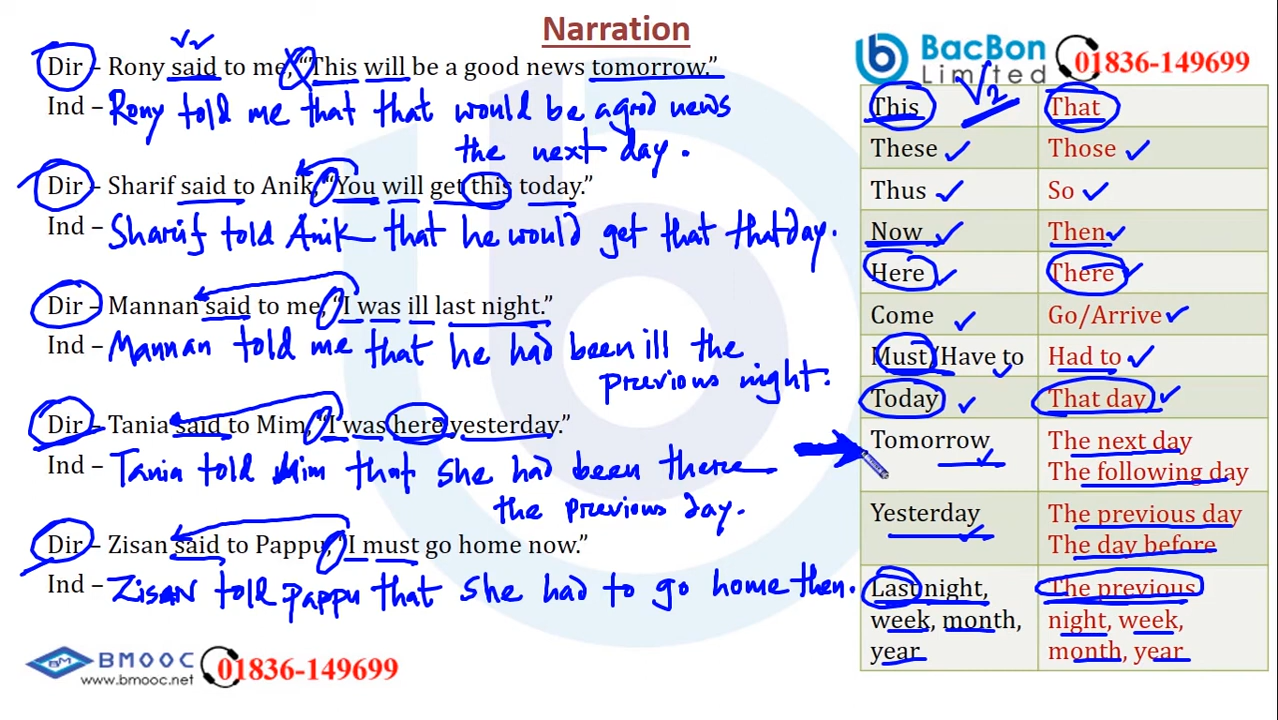 Narration
Dir – Rony said to me, “This will be a good news tomorrow.”
Ind – Rony told me that that would be a good news
the next day.
Dir – Sharif said to Anik, “You will get this today.”
Ind – Sharif told Anik that he would get that that day.
Dir – Mannan said to me, “I was ill last night.”
Ind – Mannan told me that he had been ill the
previous night.
Dir – Tania said to Mim, “I was here yesterday.”
Ind – Tania told Mim that she had been there
the previous day.
Dir – Zisan said to Pappu, “I must go home now.”
Ind – Zisan told pappu that she had to go home then.
BMOOC
www.bmooc.net
01836-149699
BacBon
Limited
01836-149699
This That
V2
These Those
Thus So
Now Then
Here There
Come Go/Arrive
Must/Have to Had to
Today That day
Tomorrow The next day
The following day
Yesterday The previous day
The day before
Last night, The previous
week, month, night, week,
year month, year